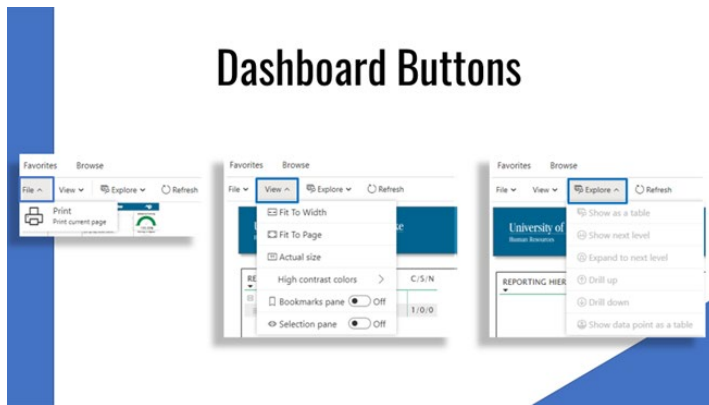 Dashboard Buttons
Favorites Browse
File View Explore Refresh
Print
Print current page
Favorites Browse
File View Explore Refresh
Fit To Width
Fit To Page
Actual size
High contrast colors
Bookmarks pane Off
Selection pane Off
RE
C/S/N
1/0/0
Favorites Browse
File View Explore Refresh
University of
Human Resources
REPORTING HIER
Show as a table
Show next level
Expand to next level
Drill up
Drill down
Show data point as a table